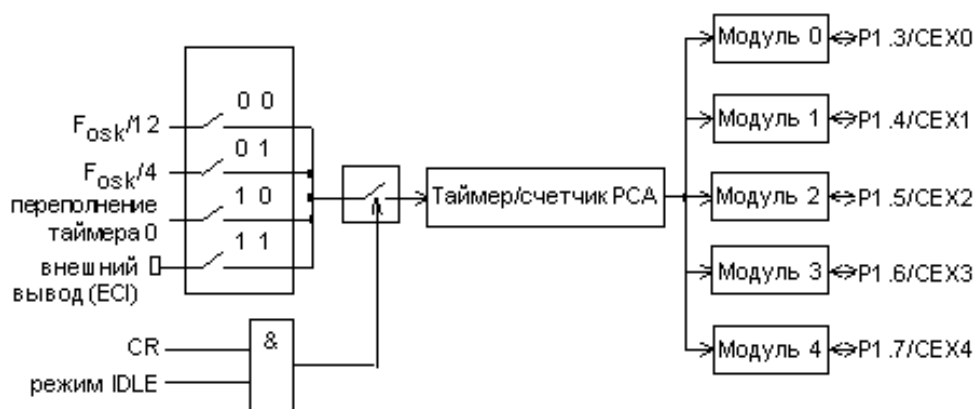 F osk/12
0 0
F osk/4
0 1
переполнение
таймера 0
1 0
внешний
вывод (ECI)
1 1
CR
режим IDLE
&
Таймер/счетчик PCA
Модуль 0
P1.3/CEX0
Модуль 1
P1.4/CEX1
Модуль 2
P1.5/CEX2
Модуль 3
P1.6/CEX3
Модуль 4
P1.7/CEX4